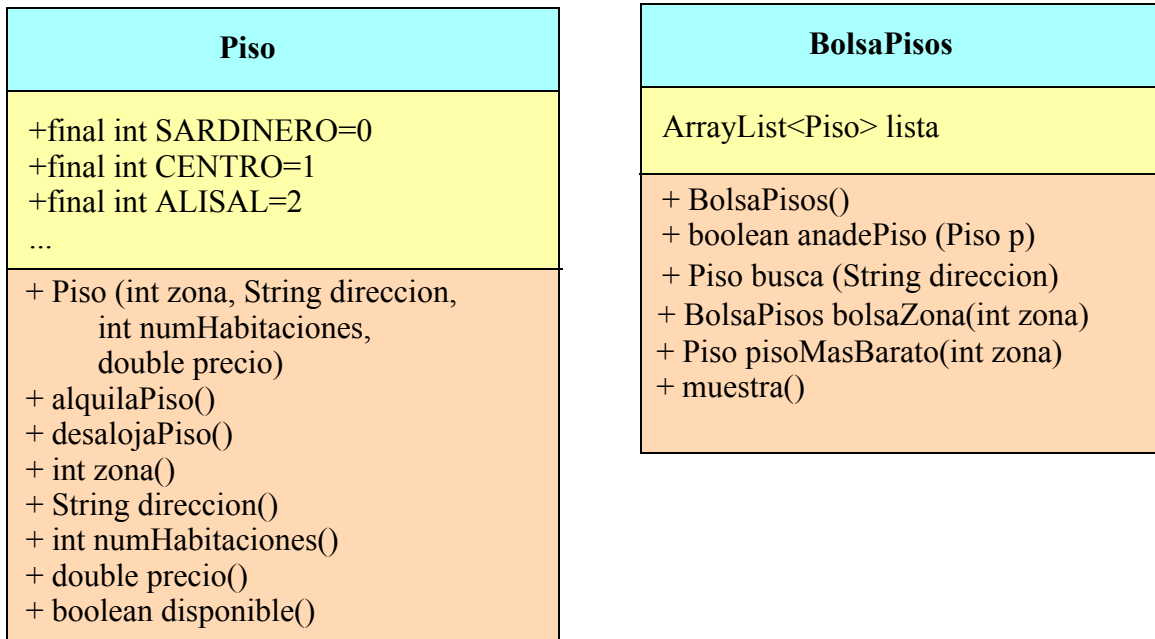 Piso
+final int SARDINERO=0
+final int CENTRO=1
+final int ALISAL=2
...
+ Piso (int zona, String direccion,
int numHabitaciones,
double precio)
+ alquilaPiso()
+ desalojaPiso()
+ int zona()
+ String direccion()
+ int numHabitaciones()
+ double precio()
+ boolean disponible()
BolsaPisos
ArrayList<Piso> lista
+ BolsaPisos()
+ boolean anadePiso (Piso p)
+ Piso busca (String direccion)
+ BolsaPisos bolsaZona(int zona)
+ Piso pisoMasBarato(int zona)
+ muestra()